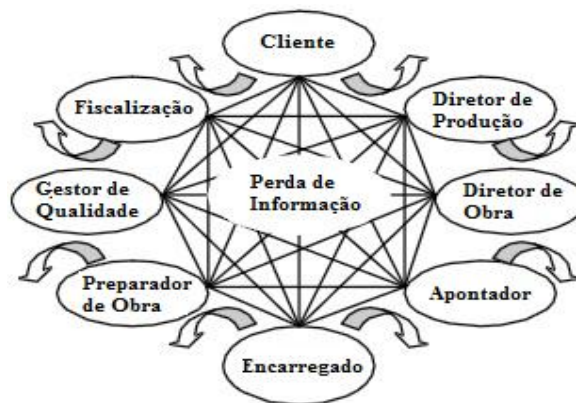 Cliente
Fiscalização
Diretor de
Produção
Gestor de
Qualidade
Perda de
Informação
Diretor de
Obra
Preparador
de Obra
Apontador
Encarregado